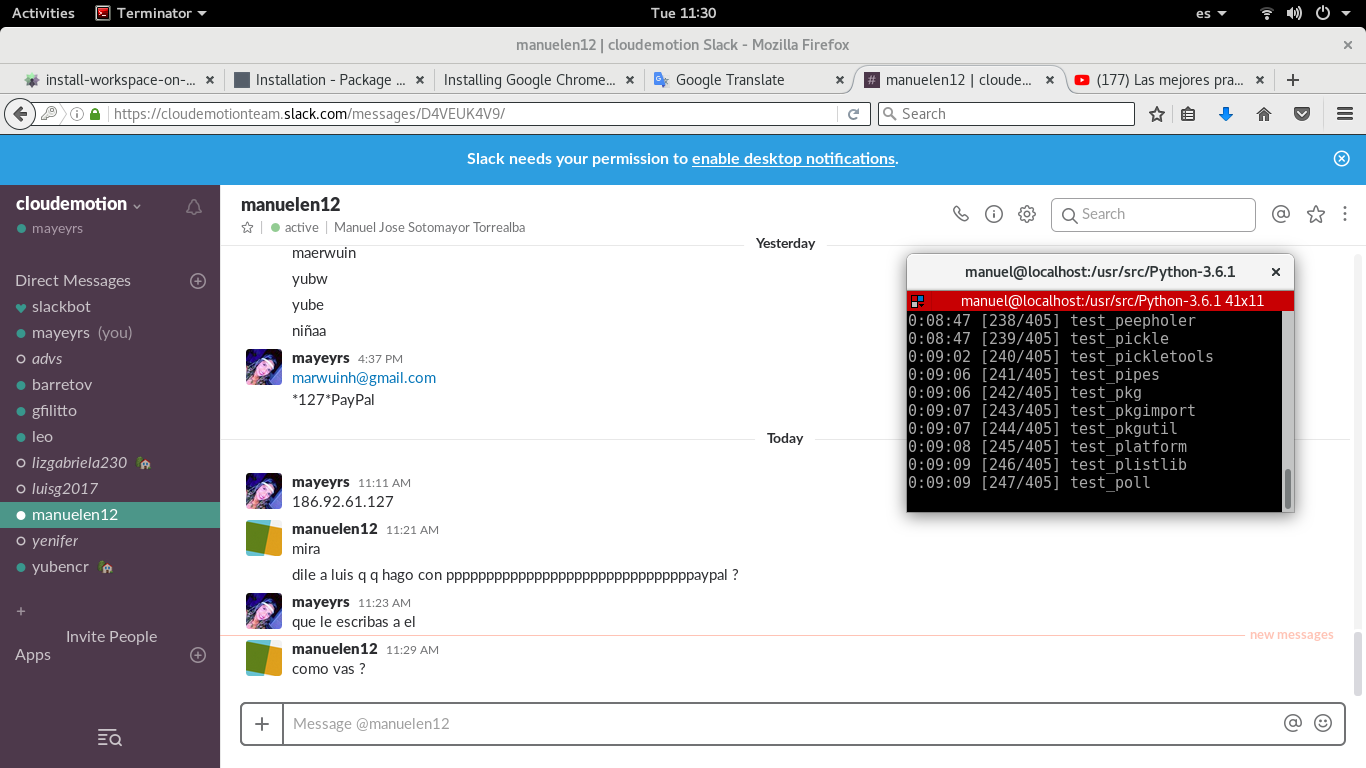 Activities Terminator Tue 11:30 es
manuelen12 | cloudemotion Slack - Mozilla Firefox
install-workspace-on-... Installation - Package ... Installing Google Chrome... Google Translate manuelen12 | cloude... (177) Las mejores pra...
https://cloudemotionteam.slack.com/messages/D4VEUK4V9/ Search
Slack needs your permission to enable desktop notifications.
cloudemotion
mayeyrs
Direct Messages
slackbot
mayeyrs (you)
advs
barretov
gfilitto
leo
lizgabriela230
luisg2017
manuelen12
yenifer
yubencr
+
Invite People
Apps
manuelen12
active Manuel Jose Sotomayor Torrealba
Search
Yesterday
maerwuin
yubw
yube
niñaa
mayeyrs 4:37 PM
marwuinh@gmail.com
*127*PayPal
Today
mayeyrs 11:11 AM
186.92.61.127
manuelen12 11:21 AM
mira
dile a luis q q hago con pppppppppppppppppppppppppppppppaypal ?
mayeyrs 11:23 AM
que le escribas a el
new messages
manuelen12 11:29 AM
como vas ?
Message @manuelen12
manuel@localhost:/usr/src/Python-3.6.1
manuel@localhost:/usr/src/Python-3.6.1 41x11
0:08:47 [238/405] test_peepholer
0:08:47 [239/405] test_pickle
0:09:02 [240/405] test_pickletools
0:09:06 [241/405] test_pipes
0:09:06 [242/405] test_pkg
0:09:07 [243/405] test_pkgimport
0:09:07 [244/405] test_pkgutil
0:09:08 [245/405] test_platform
0:09:09 [246/405] test_plistlib
0:09:09 [247/405] test_poll